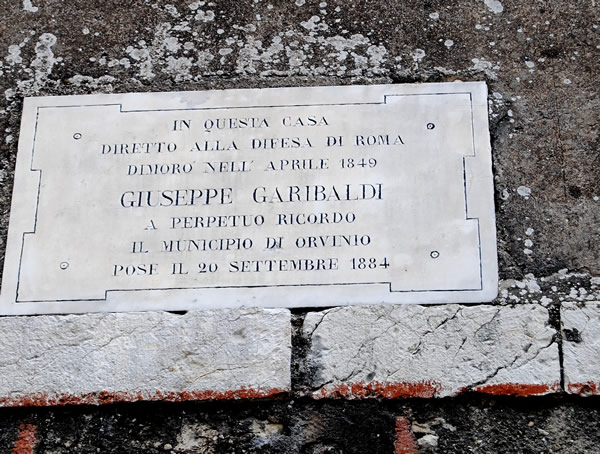 IN QUESTA CASA
DIRETTO ALLA DIFESA DI ROMA
DIMORÒ NELL' APRILE 1849
GIUSEPPE GARIBALDI
A PERPETUO RICORDO
IL MUNICIPIO DI ORVINIO
POSE IL 20 SETTEMBRE 1884